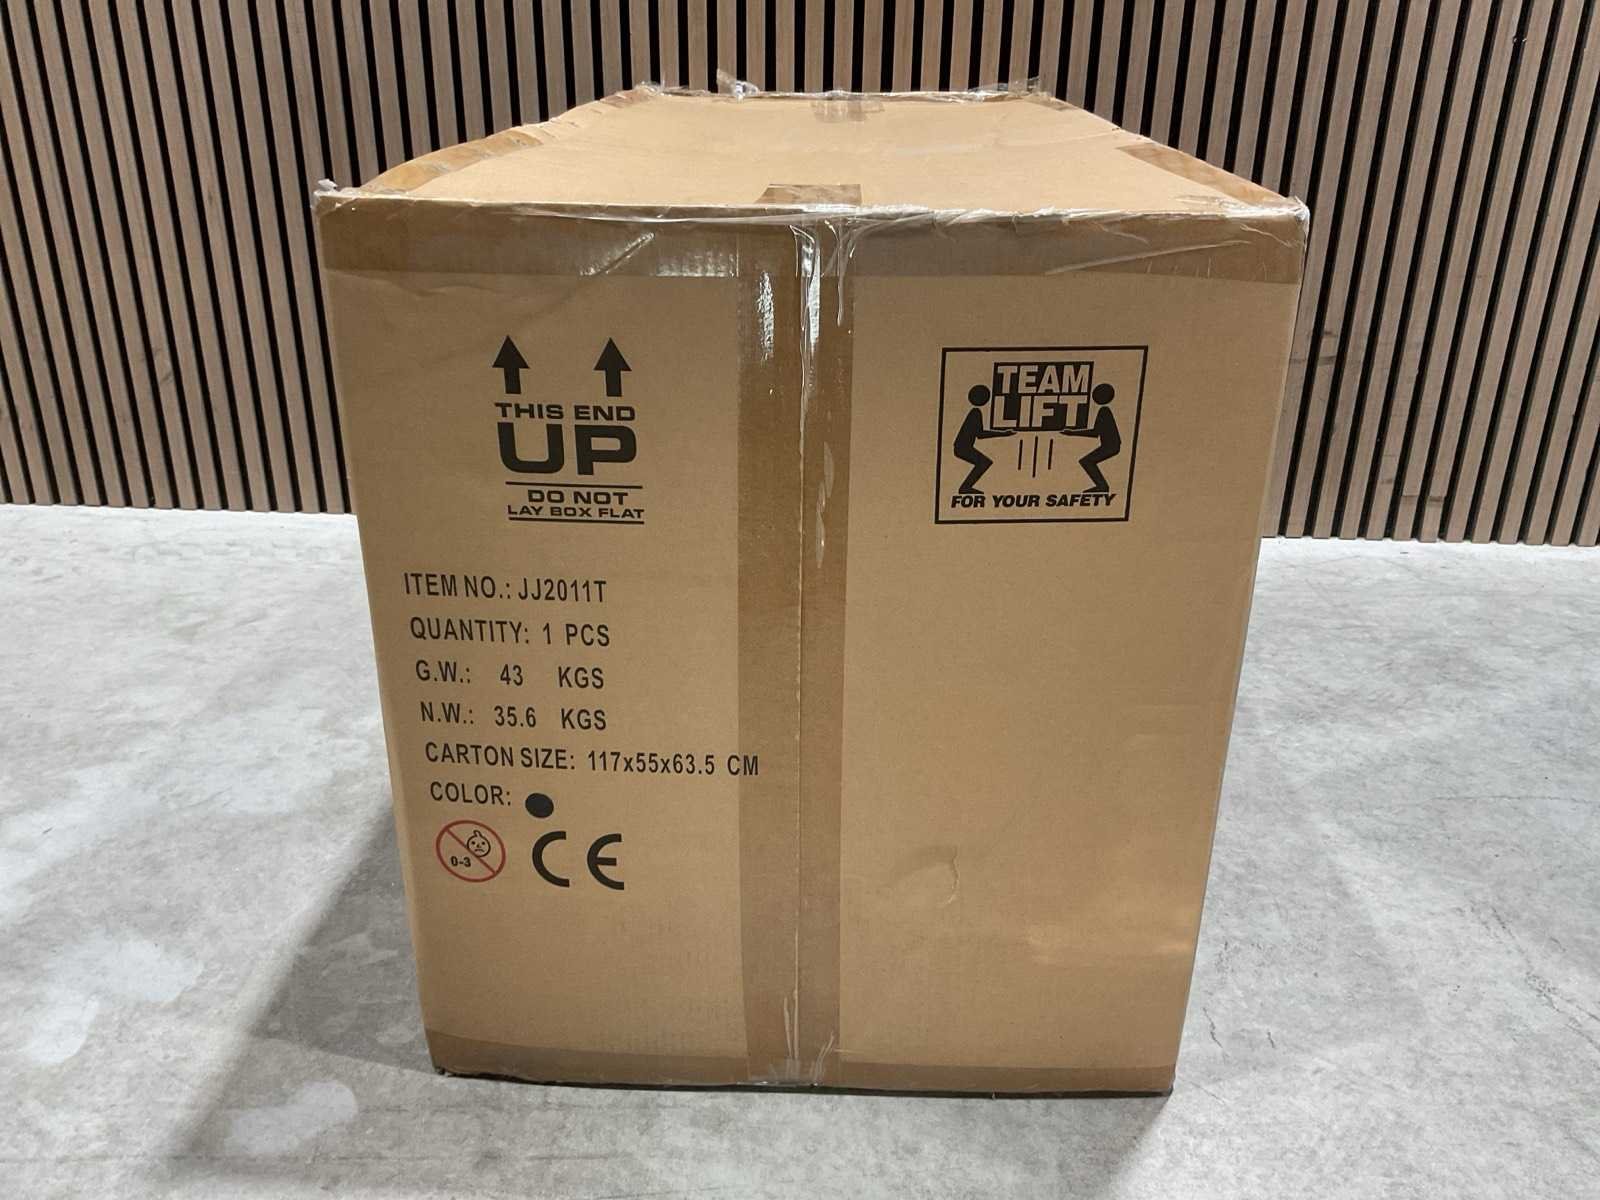 THIS END
UP
DO NOT
LAY BOX FLAT
TEAM
LIFT
FOR YOUR SAFETY
ITEM NO.: JJ2011T
QUANTITY: 1 PCS
G.W.: 43 KGS
N.W.: 35.6 KGS
CARTON SIZE: 117x55x63.5 CM
COLOR:
0-3
CE